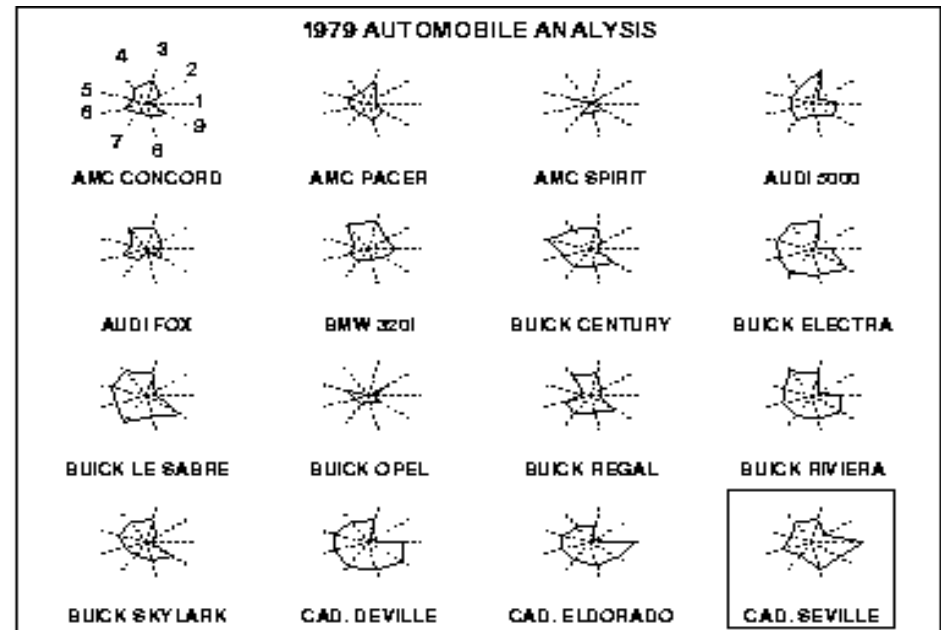 1979 AUTOMOBILE ANALYSIS
4 3
2
5
1
6
9
7
6
AMC CONCORD AMC PACER AMC SPIRIT AUDI 5000
AUDI FOX BMW 320I BUICK CENTURY BUICK ELECTRA
BUICK LE SABRE BUICK OPEL BUICK REGAL BUICK RIVIERA
BUICK SKYLARK CAD. DEVILLE CAD. ELDORADO CAD. SEVILLE